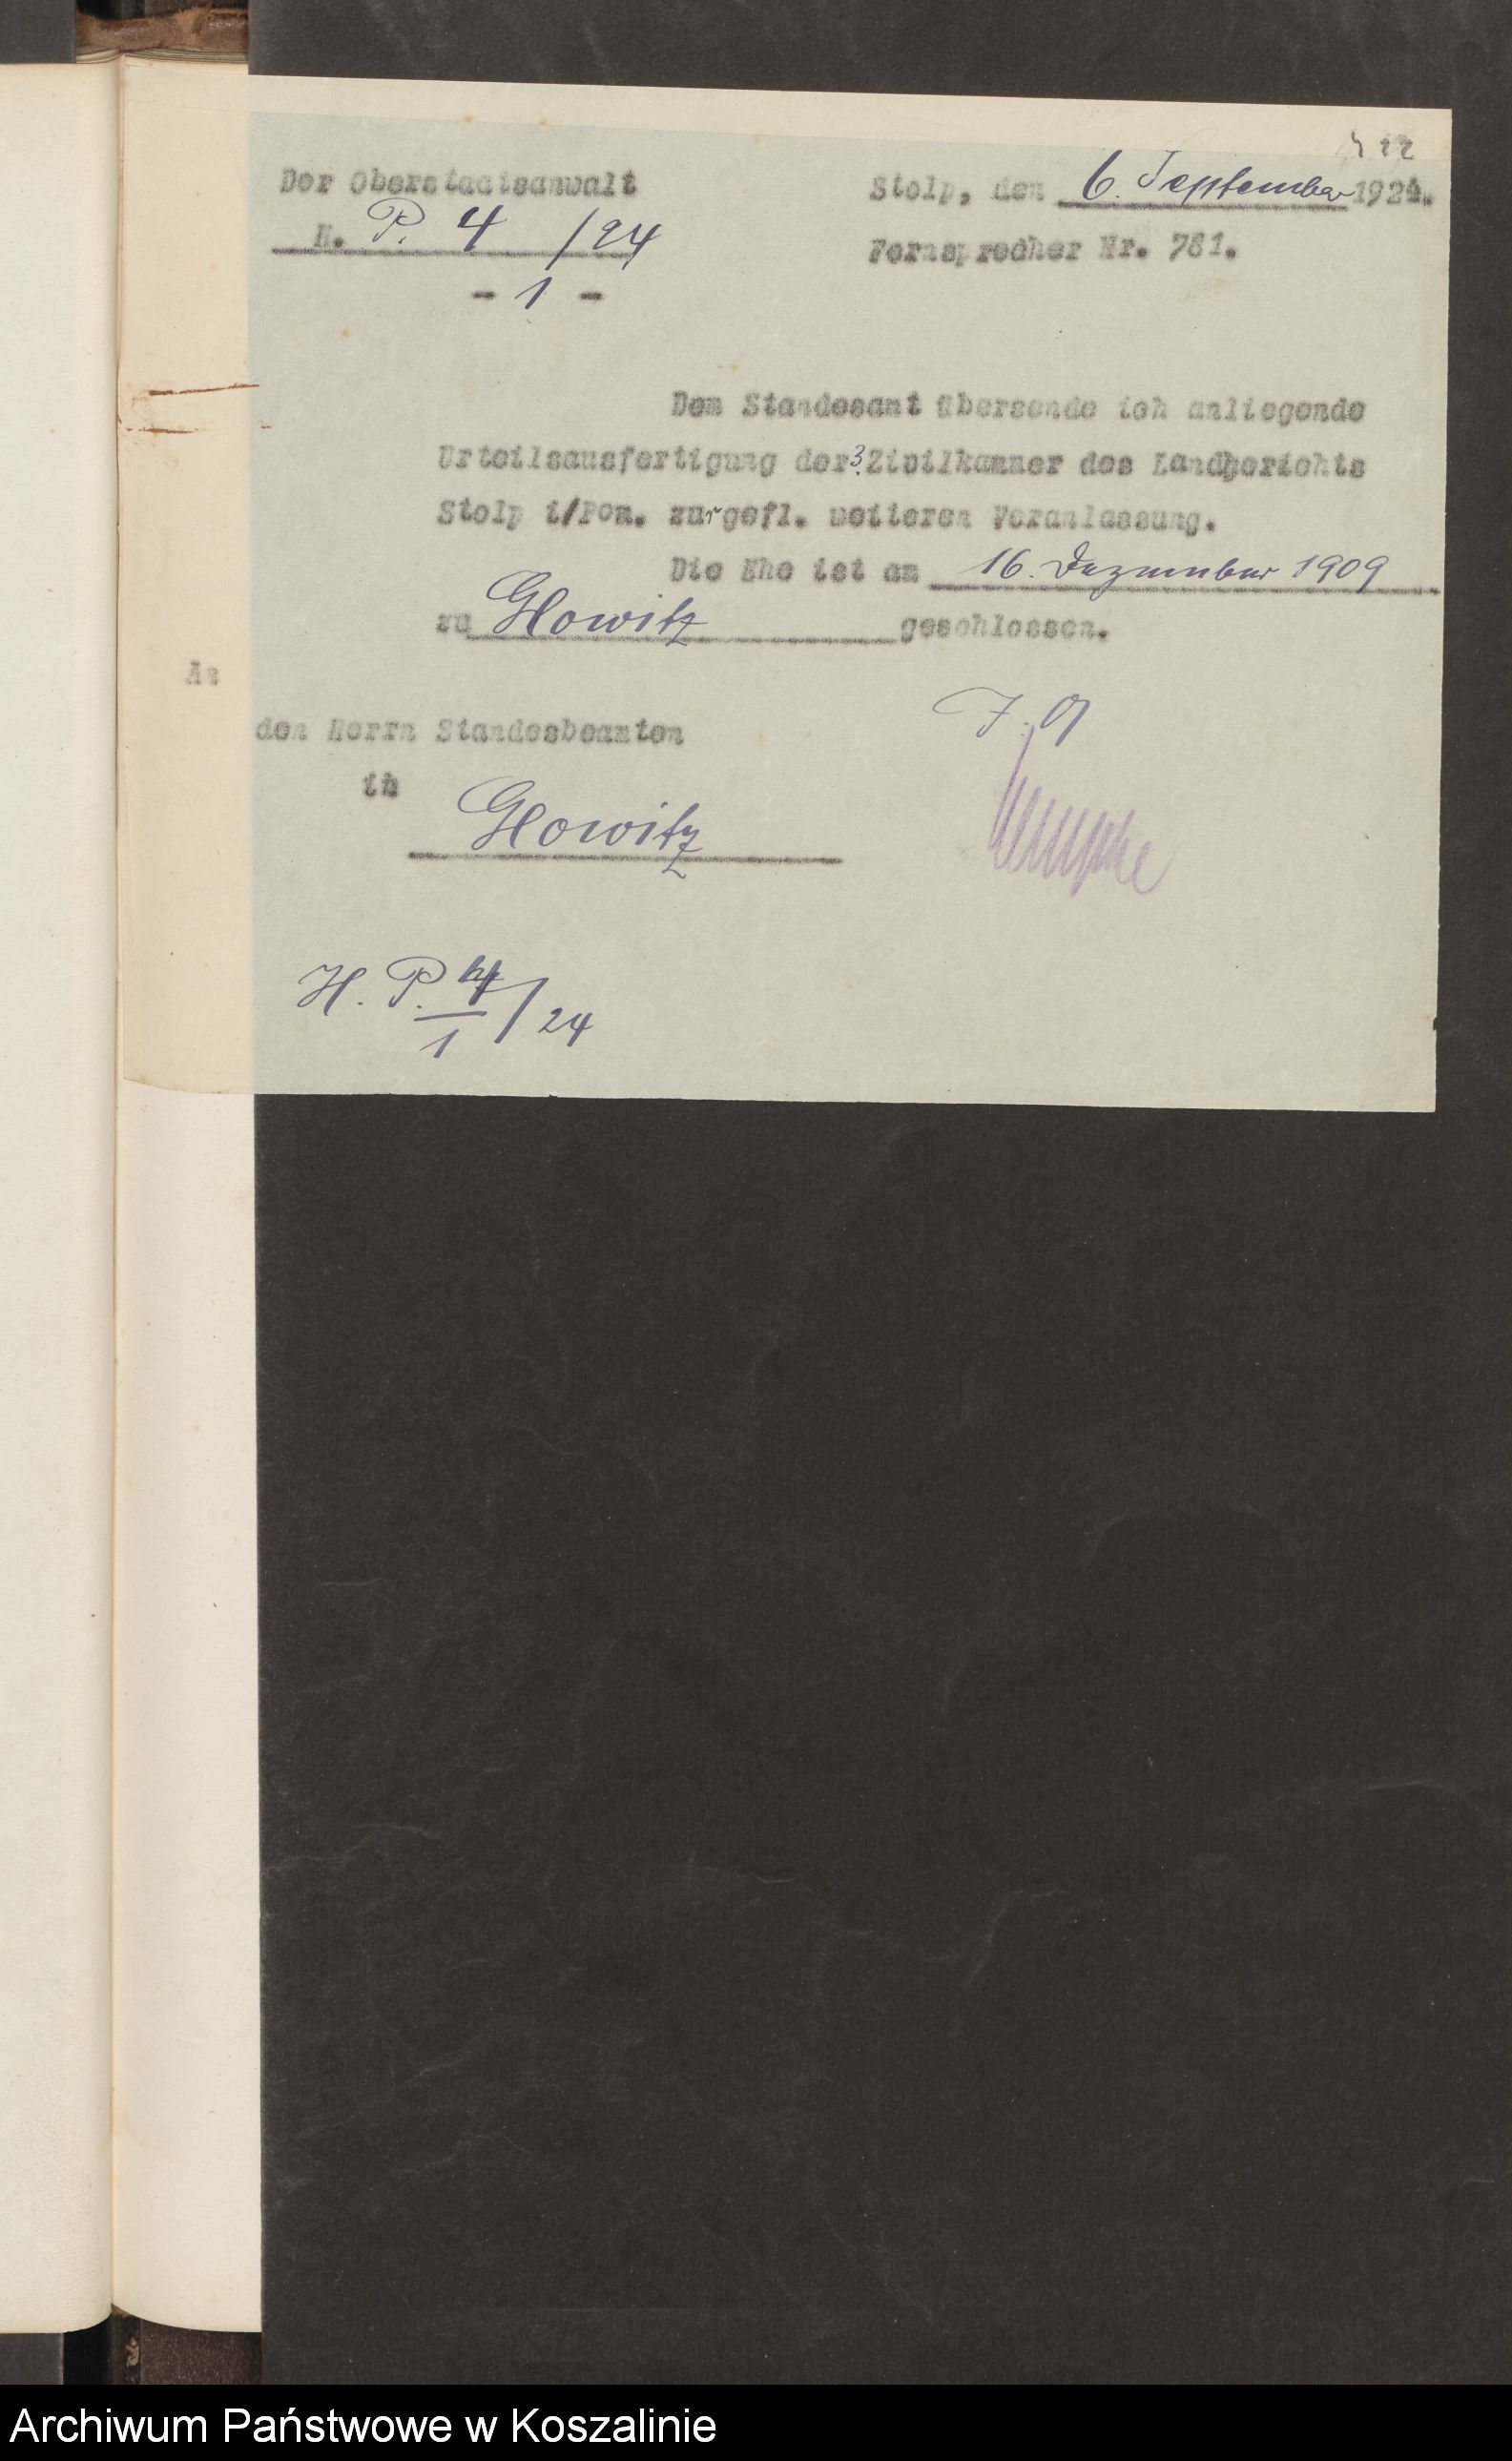 22
Der Oberstaatsanwalt
Stolp, den 6. September 1924.
H. P. 4 /24
Fernsprecher Nr. 781.
- 1 -
Dem Standesamt übersende ich anliegende
Urteilsausfertigung der 3. Zivilkammer des Landgerichts
Stolp i/Pom. zur gefl. weiteren Veranlassung.
Die Ehe ist am 16. Dezember 1909
zu Glowitz geschlossen.
An
den Herrn Standesbeamten
in
Glowitz
I. A
H. P. 4/1 / 24
Archiwum Państwowe w Koszalinie